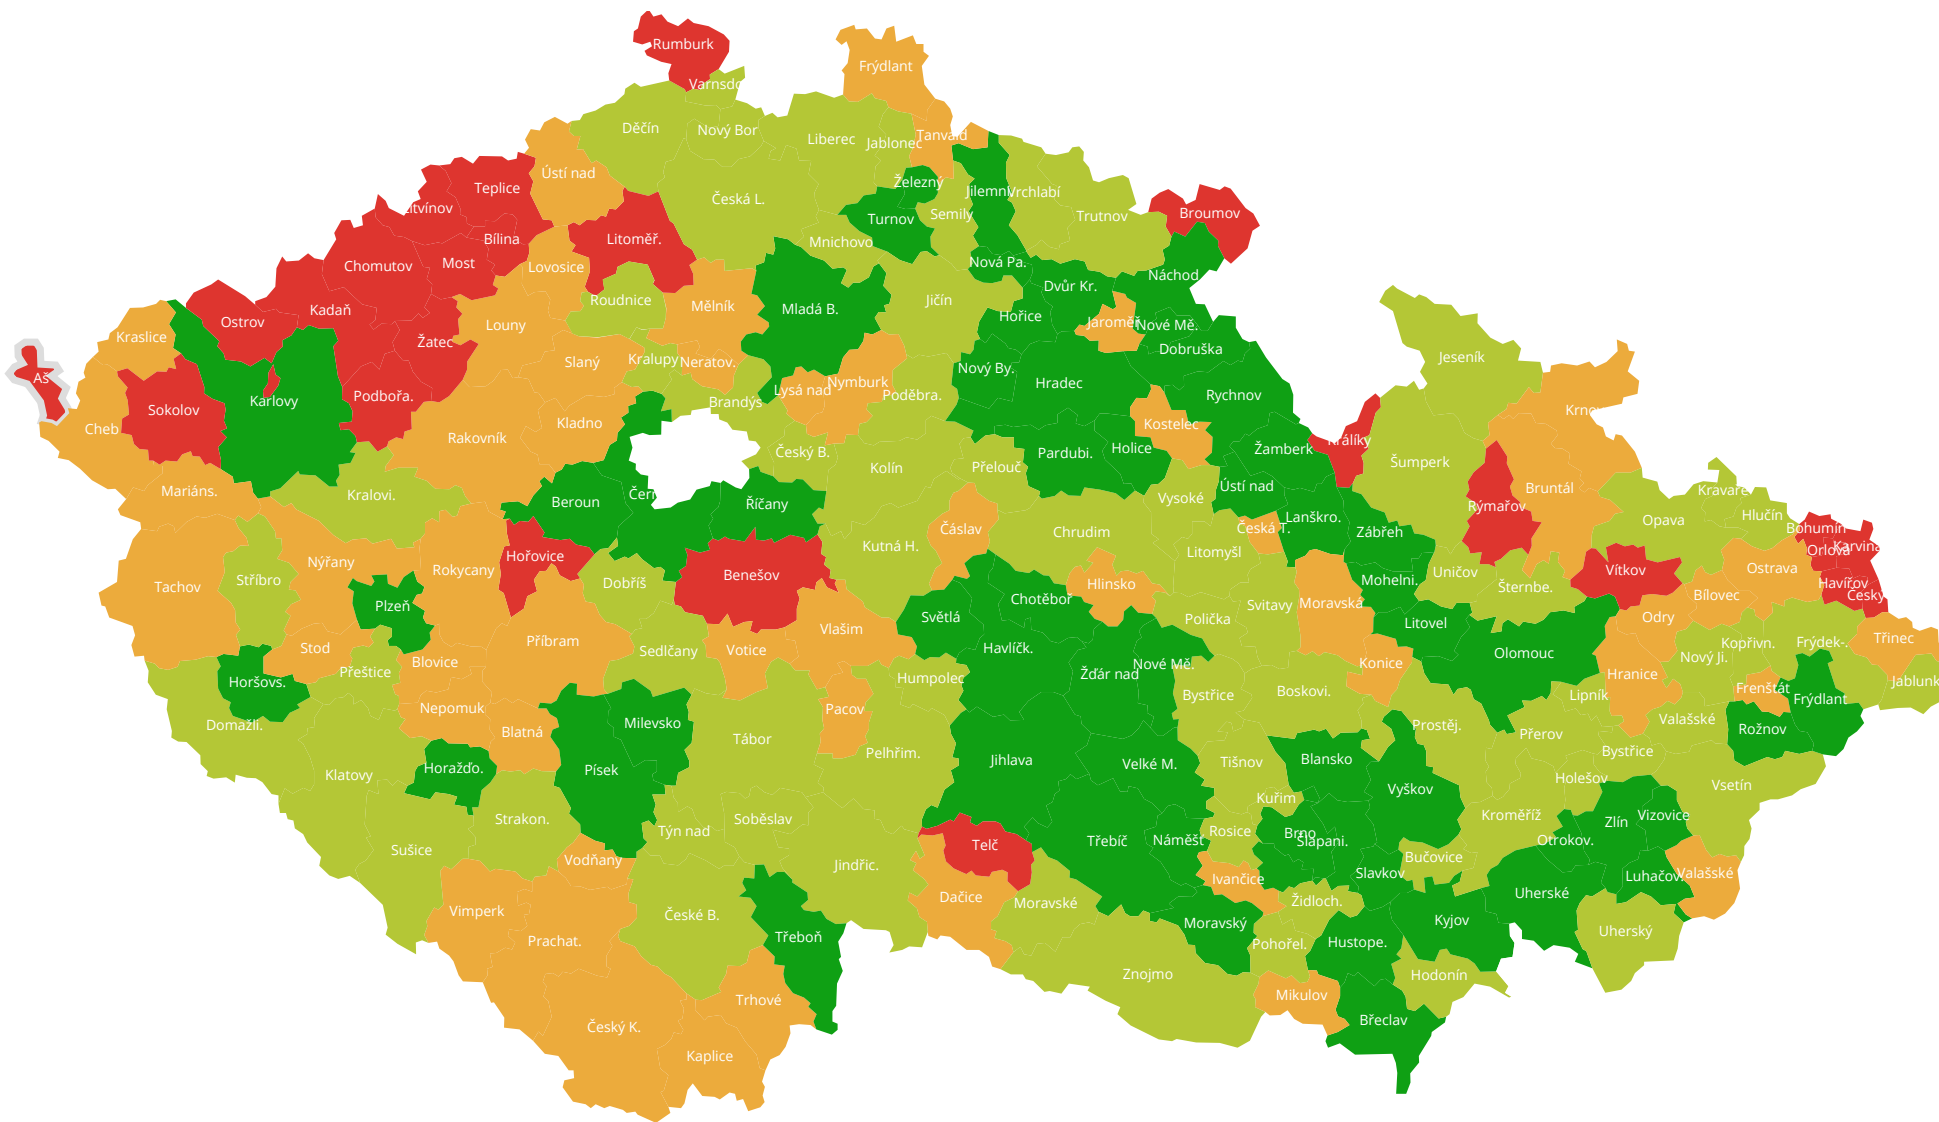 Rumburk
Frýdlant
Varnsdo
Děčín
Nový Bor
Liberec
Jablonec
Tanvald
Ústí nad
Teplice
Železný
Jilemni
Vrchlabí
Česká L.
Litvínov
Turnov
Semily
Trutnov
Broumov
Bílina
Litoměř.
Mnichovo
Chomutov
Most
Lovosice
Nová Pa.
Náchod
Dvůr Kr.
Roudnice
Jičín
Kadaň
Mělník
Mladá B.
Ostrov
Hořice
Jaroměř
Nové Mě.
Louny
Kraslice
Žatec
Dobruška
Slaný
Kralupy
Neratov.
Jeseník
Aš
Nový By.
Hradec
Nymburk
Lysá nad
Poděbra.
Podbořa.
Rychnov
Karlovy
Brandýs
Sokolov
Kladno
Kostelec
Krnov
Cheb
Rakovník
Králíky
Holice
Žamberk
Pardubi.
Český B.
Kolín
Přelouč
Šumperk
Mariáns.
Kralovi.
Ústí nad
Bruntál
Kravaře
Beroun
Čern
Říčany
Vysoké
Rýmařov
Lanškro.
Hlučín
Opava
Česká T.
Bohumín
Čáslav
Chrudim
Zábřeh
Kutná H.
Karviná
Orlová
Hořovice
Litomyšl
Nýřany
Rokycany
Vítkov
Ostrava
Uničov
Benešov
Stříbro
Mohelni.
Dobříš
Hlinsko
Havířov
Tachov
Šternbe.
Český
Bílovec
Chotěboř
Moravská
Svitavy
Plzeň
Světlá
Polička
Odry
Litovel
Vlašim
Třinec
Příbram
Frýdek-.
Kopřivn.
Stod
Havlíčk.
Votice
Sedlčany
Olomouc
Nový Ji.
Blovice
Konice
Nové Mě.
Přeštice
Žďár nad
Hranice
Humpolec
Jablunk
Horšovs.
Frenštát
Boskovi.
Bystřice
Lipník
Frýdlant
Nepomuk
Pacov
Valašské
Milevsko
Domažli.
Prostěj.
Rožnov
Blatná
Přerov
Tábor
Pelhřim.
Bystřice
Blansko
Jihlava
Tišnov
Velké M.
Horažďo.
Písek
Klatovy
Holešov
Vsetín
Vyškov
Kuřim
Kroměříž
Vizovice
Strakon.
Soběslav
Zlín
Týn nad
Rosice
Brno
Třebíč
Náměšť
Šlapani.
Otrokov.
Telč
Sušice
Bučovice
Vodňany
Jindřic.
Slavkov
Valašské
Luhačov.
Ivančice
Uherské
Dačice
Židloch.
Moravské
Vimperk
České B.
Kyjov
Moravský
Uherský
Třeboň
Prachat.
Hustope.
Pohořel.
Znojmo
Hodonín
Mikulov
Trhové
Břeclav
Český K.
Kaplice